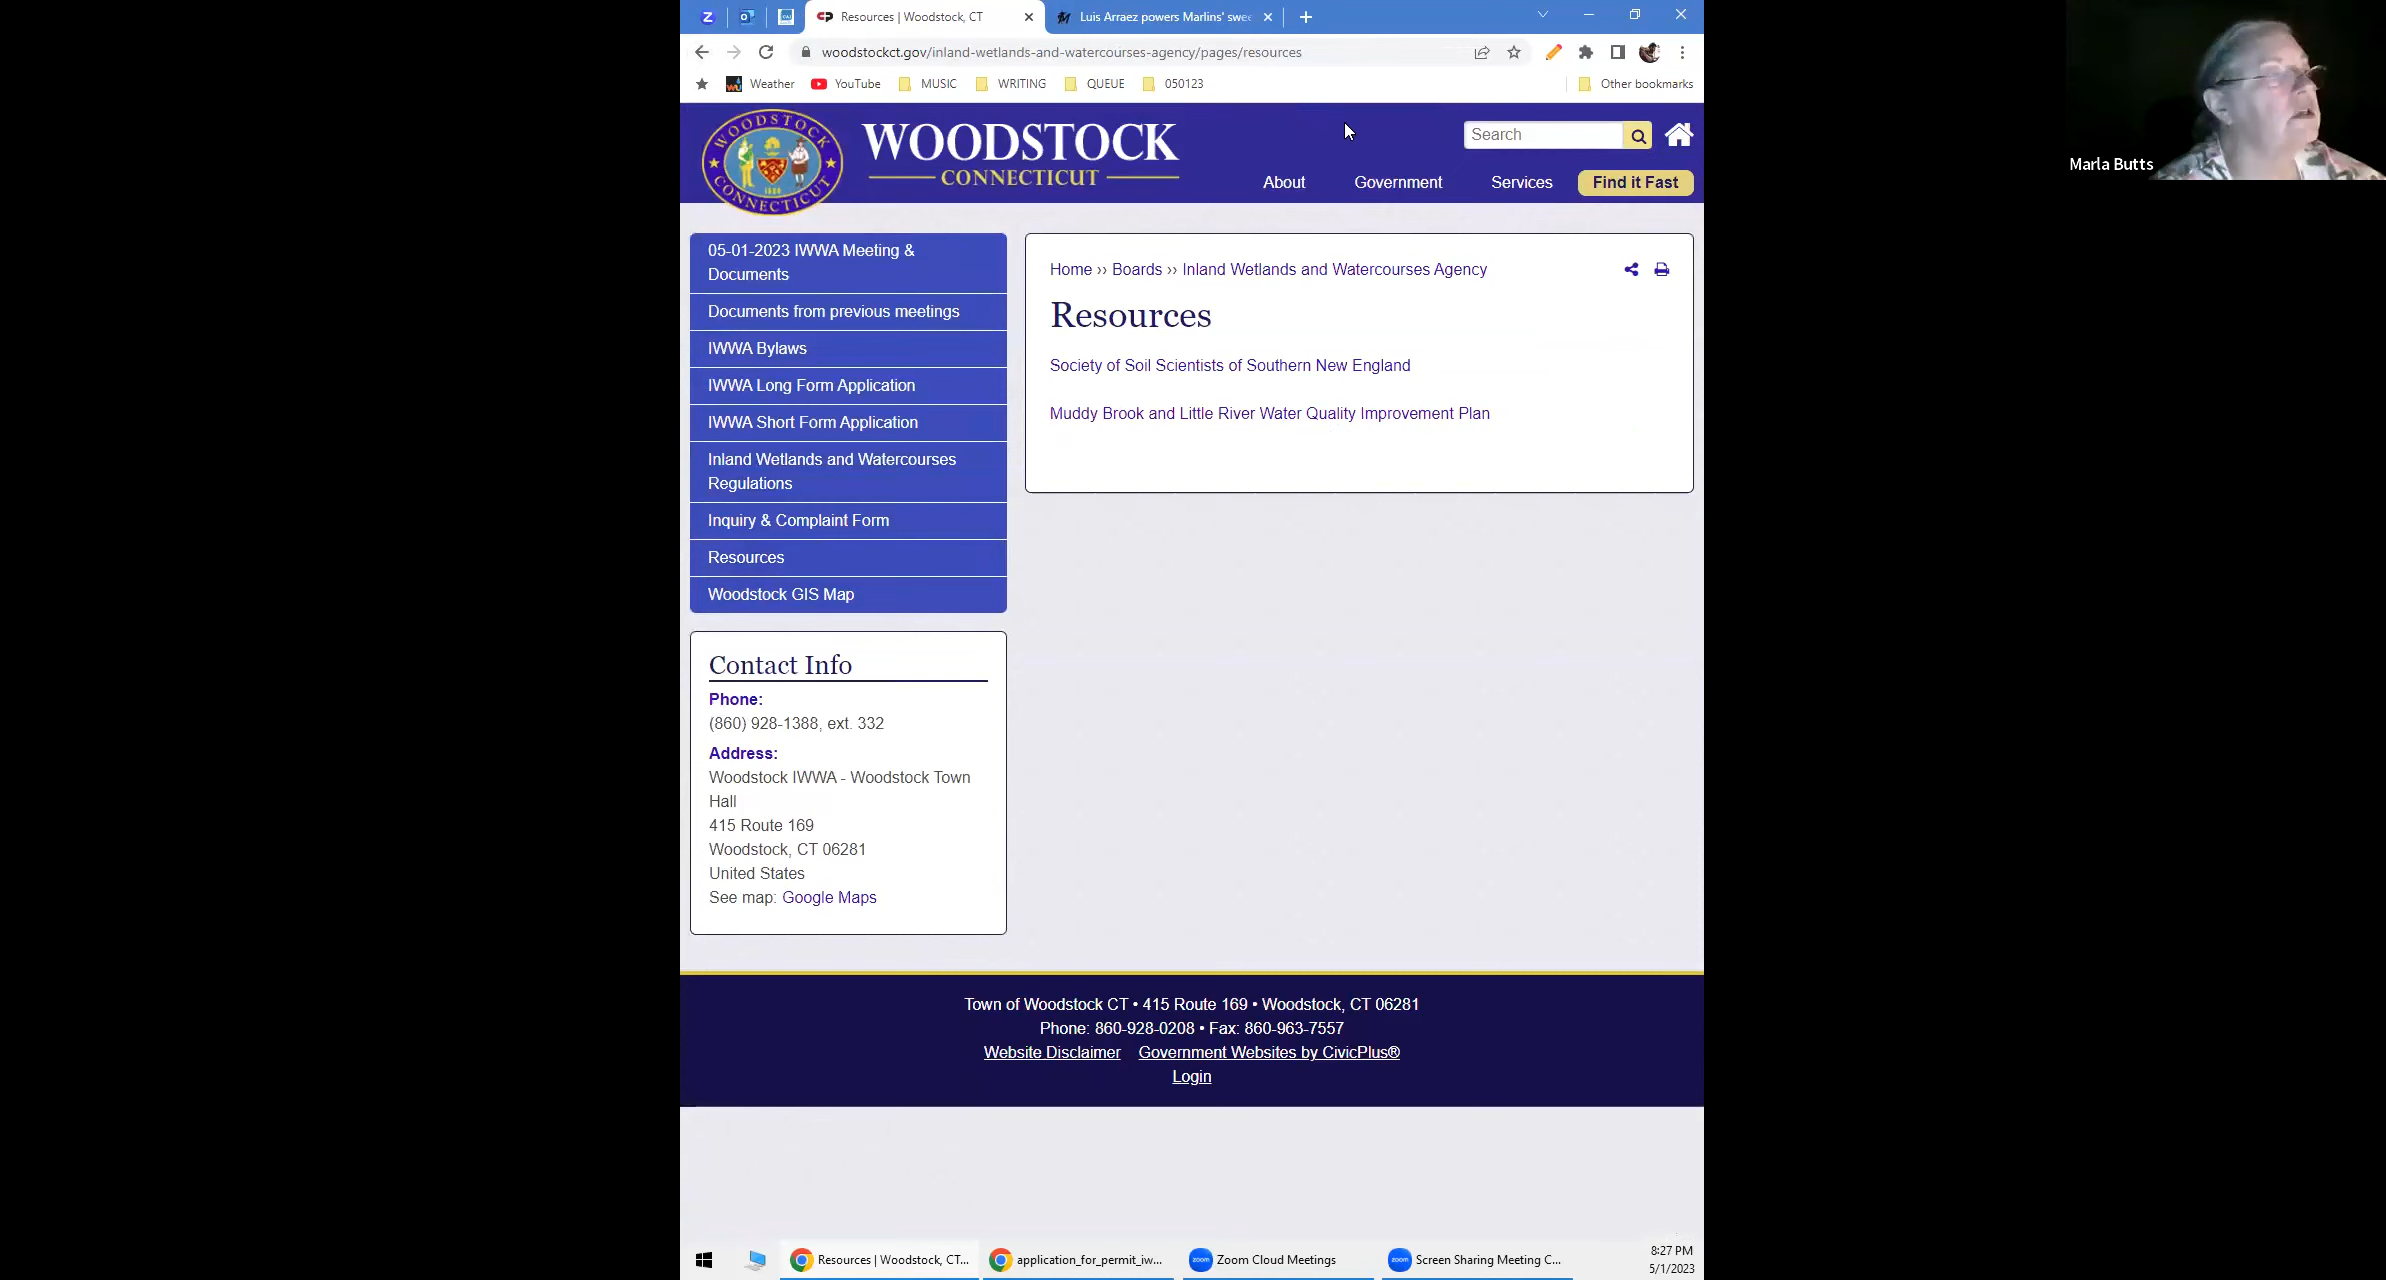 Resources | Woodstock, CT
Luis Arraez powers Marlins' swee
woodstockct.gov/inland-wetlands-and-watercourses-agency/pages/resources
Weather
YouTube
MUSIC
WRITING
QUEUE
050123
Other bookmarks
WOODSTOCK
CONNECTICUT
WOODSTOCK
CONNECTICUT
Search
About
Government
Services
Find it Fast
Marla Butts
05-01-2023 IWWA Meeting &
Documents
Documents from previous meetings
IWWA Bylaws
IWWA Long Form Application
IWWA Short Form Application
Inland Wetlands and Watercourses
Regulations
Inquiry & Complaint Form
Resources
Woodstock GIS Map
Home ›› Boards ›› Inland Wetlands and Watercourses Agency
Resources
Society of Soil Scientists of Southern New England
Muddy Brook and Little River Water Quality Improvement Plan
Contact Info
Phone:
(860) 928-1388, ext. 332
Address:
Woodstock IWWA - Woodstock Town
Hall
415 Route 169
Woodstock, CT 06281
United States
See map: Google Maps
Town of Woodstock CT • 415 Route 169 • Woodstock, CT 06281
Phone: 860-928-0208 • Fax: 860-963-7557
Website Disclaimer Government Websites by CivicPlus®
Login
Resources | Woodstock, CT...
application_for_permit_iw...
zoom
Zoom Cloud Meetings
zoom
Screen Sharing Meeting C...
8:27 PM
5/1/2023